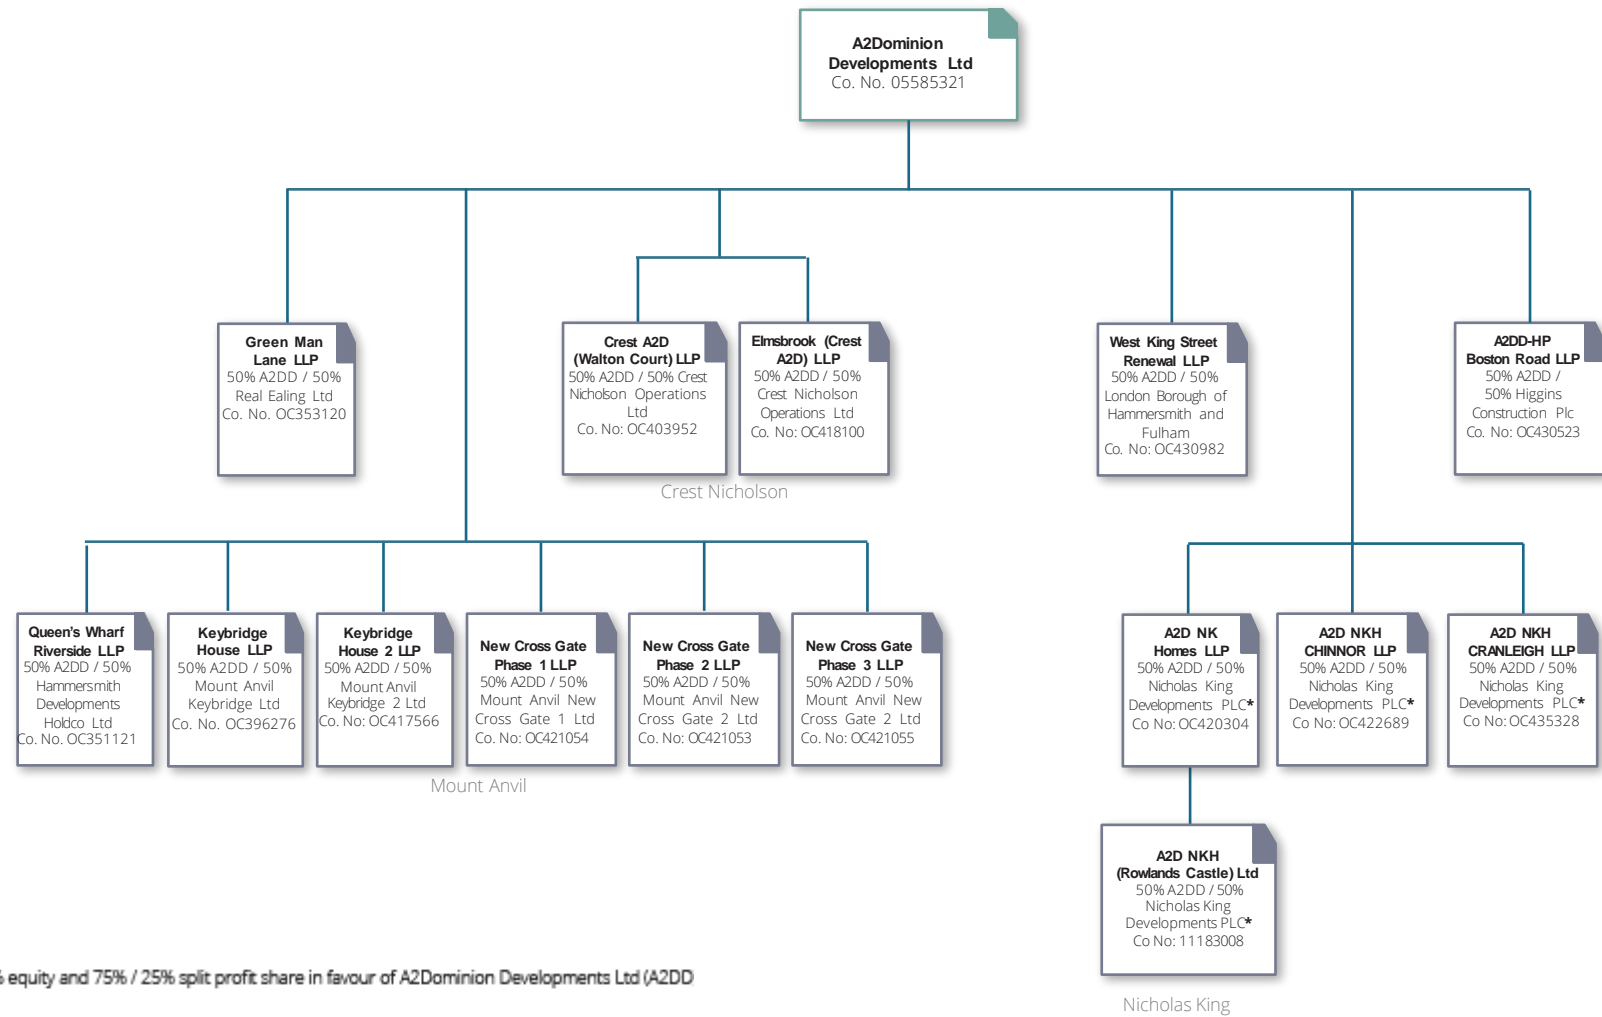 A2Dominion
Developments Ltd
Co. No. 05585321
Green Man
Lane LLP
50% A2DD / 50%
Real Ealing Ltd
Co. No. OC353120
Crest A2D
(Walton Court) LLP
50% A2DD / 50% Crest
Nicholson Operations
Ltd
Co. No: OC403952
Elmsbrook (Crest
A2D) LLP
50% A2DD / 50%
Crest Nicholson
Operations Ltd
Co. No: OC418100
Crest Nicholson
West King Street
Renewal LLP
50% A2DD / 50%
London Borough of
Hammersmith and
Fulham
Co. No: OC430982
A2DD-HP
Boston Road LLP
50% A2DD /
50% Higgins
Construction Plc
Co. No: OC430523
Queen's Wharf
Riverside LLP
50% A2DD / 50%
Hammersmith
Developments
Holdco Ltd
Co. No. OC351121
Keybridge
House LLP
50% A2DD / 50%
Mount Anvil
Keybridge Ltd
Co. No. OC396276
Keybridge
House 2 LLP
50% A2DD / 50%
Mount Anvil
Keybridge 2 Ltd
Co. No: OC417566
New Cross Gate
Phase 1 LLP
50% A2DD / 50%
Mount Anvil New
Cross Gate 1 Ltd
Co. No: OC421054
New Cross Gate
Phase 2 LLP
50% A2DD / 50%
Mount Anvil New
Cross Gate 2 Ltd
Co. No: OC421053
New Cross Gate
Phase 3 LLP
50% A2DD / 50%
Mount Anvil New
Cross Gate 2 Ltd
Co. No: OC421055
Mount Anvil
A2D NK
Homes LLP
50% A2DD / 50%
Nicholas King
Developments PLC*
Co No: OC420304
A2D NKH
CHINNOR LLP
50% A2DD / 50%
Nicholas King
Developments PLC*
Co No: OC422689
A2D NKH
CRANLEIGH LLP
50% A2DD / 50%
Nicholas King
Developments PLC*
Co No: OC435328
A2D NKH
(Rowlands Castle) Ltd
50% A2DD / 50%
Nicholas King
Developments PLC*
Co No: 11183008
Nicholas King
% equity and 75% / 25% split profit share in favour of A2Dominion Developments Ltd (A2DD